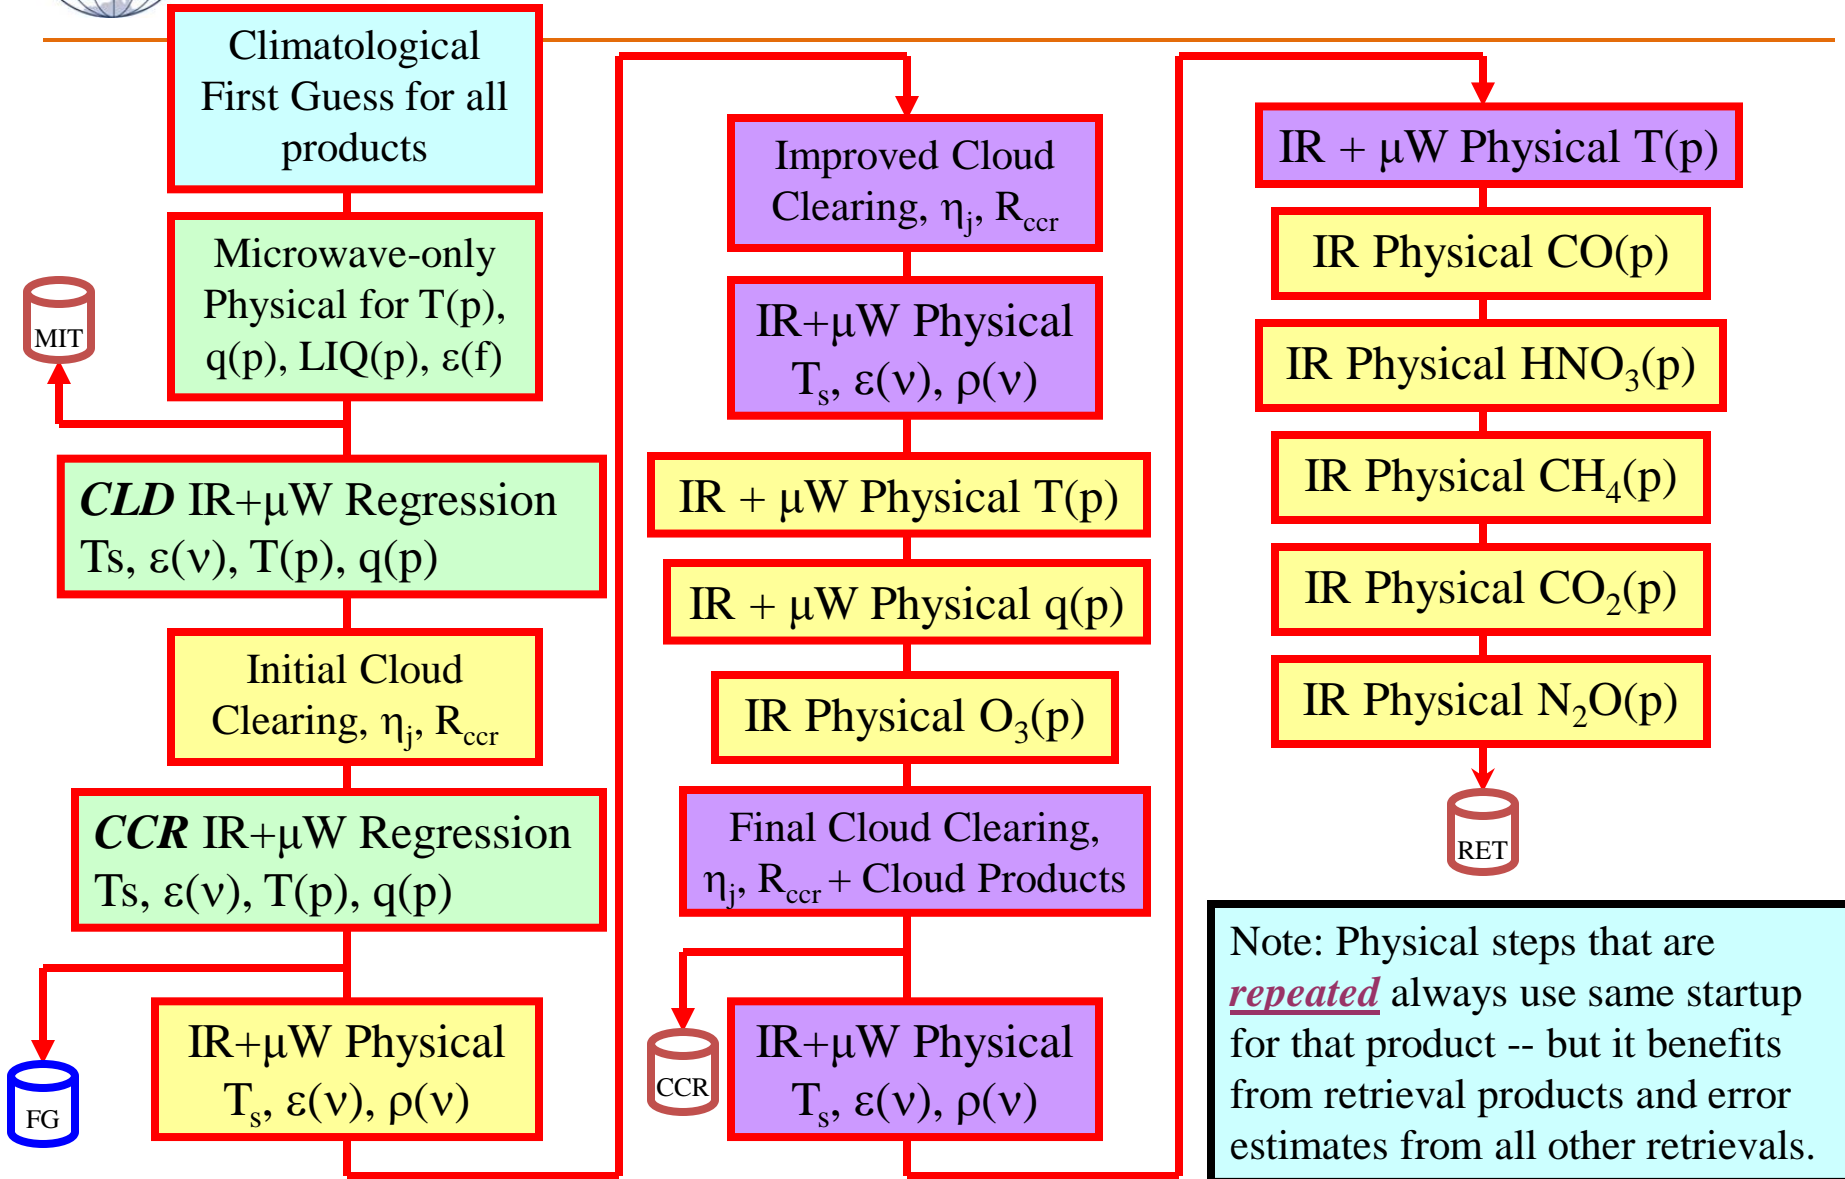 Climatological
First Guess for all
products
Microwave-only
Physical for T(p),
q(p), LIQ(p), ε(f)
MIT
CLD IR+μW Regression
Ts, ε(ν), T(p), q(p)
Initial Cloud
Clearing, ηj, Rccr
CCR IR+μW Regression
Ts, ε(ν), T(p), q(p)
FG
IR+μW Physical
Ts, ε(ν), ρ(ν)
Improved Cloud
Clearing, ηj, Rccr
IR+μW Physical
Ts, ε(ν), ρ(ν)
IR + μW Physical T(p)
IR + μW Physical q(p)
IR Physical O3(p)
Final Cloud Clearing,
ηj, Rccr + Cloud Products
CCR
IR+μW Physical
Ts, ε(ν), ρ(ν)
IR + μW Physical T(p)
IR Physical CO(p)
IR Physical HNO3(p)
IR Physical CH4(p)
IR Physical CO2(p)
IR Physical N2O(p)
RET
Note: Physical steps that are
repeated always use same startup
for that product -- but it benefits
from retrieval products and error
estimates from all other retrievals.